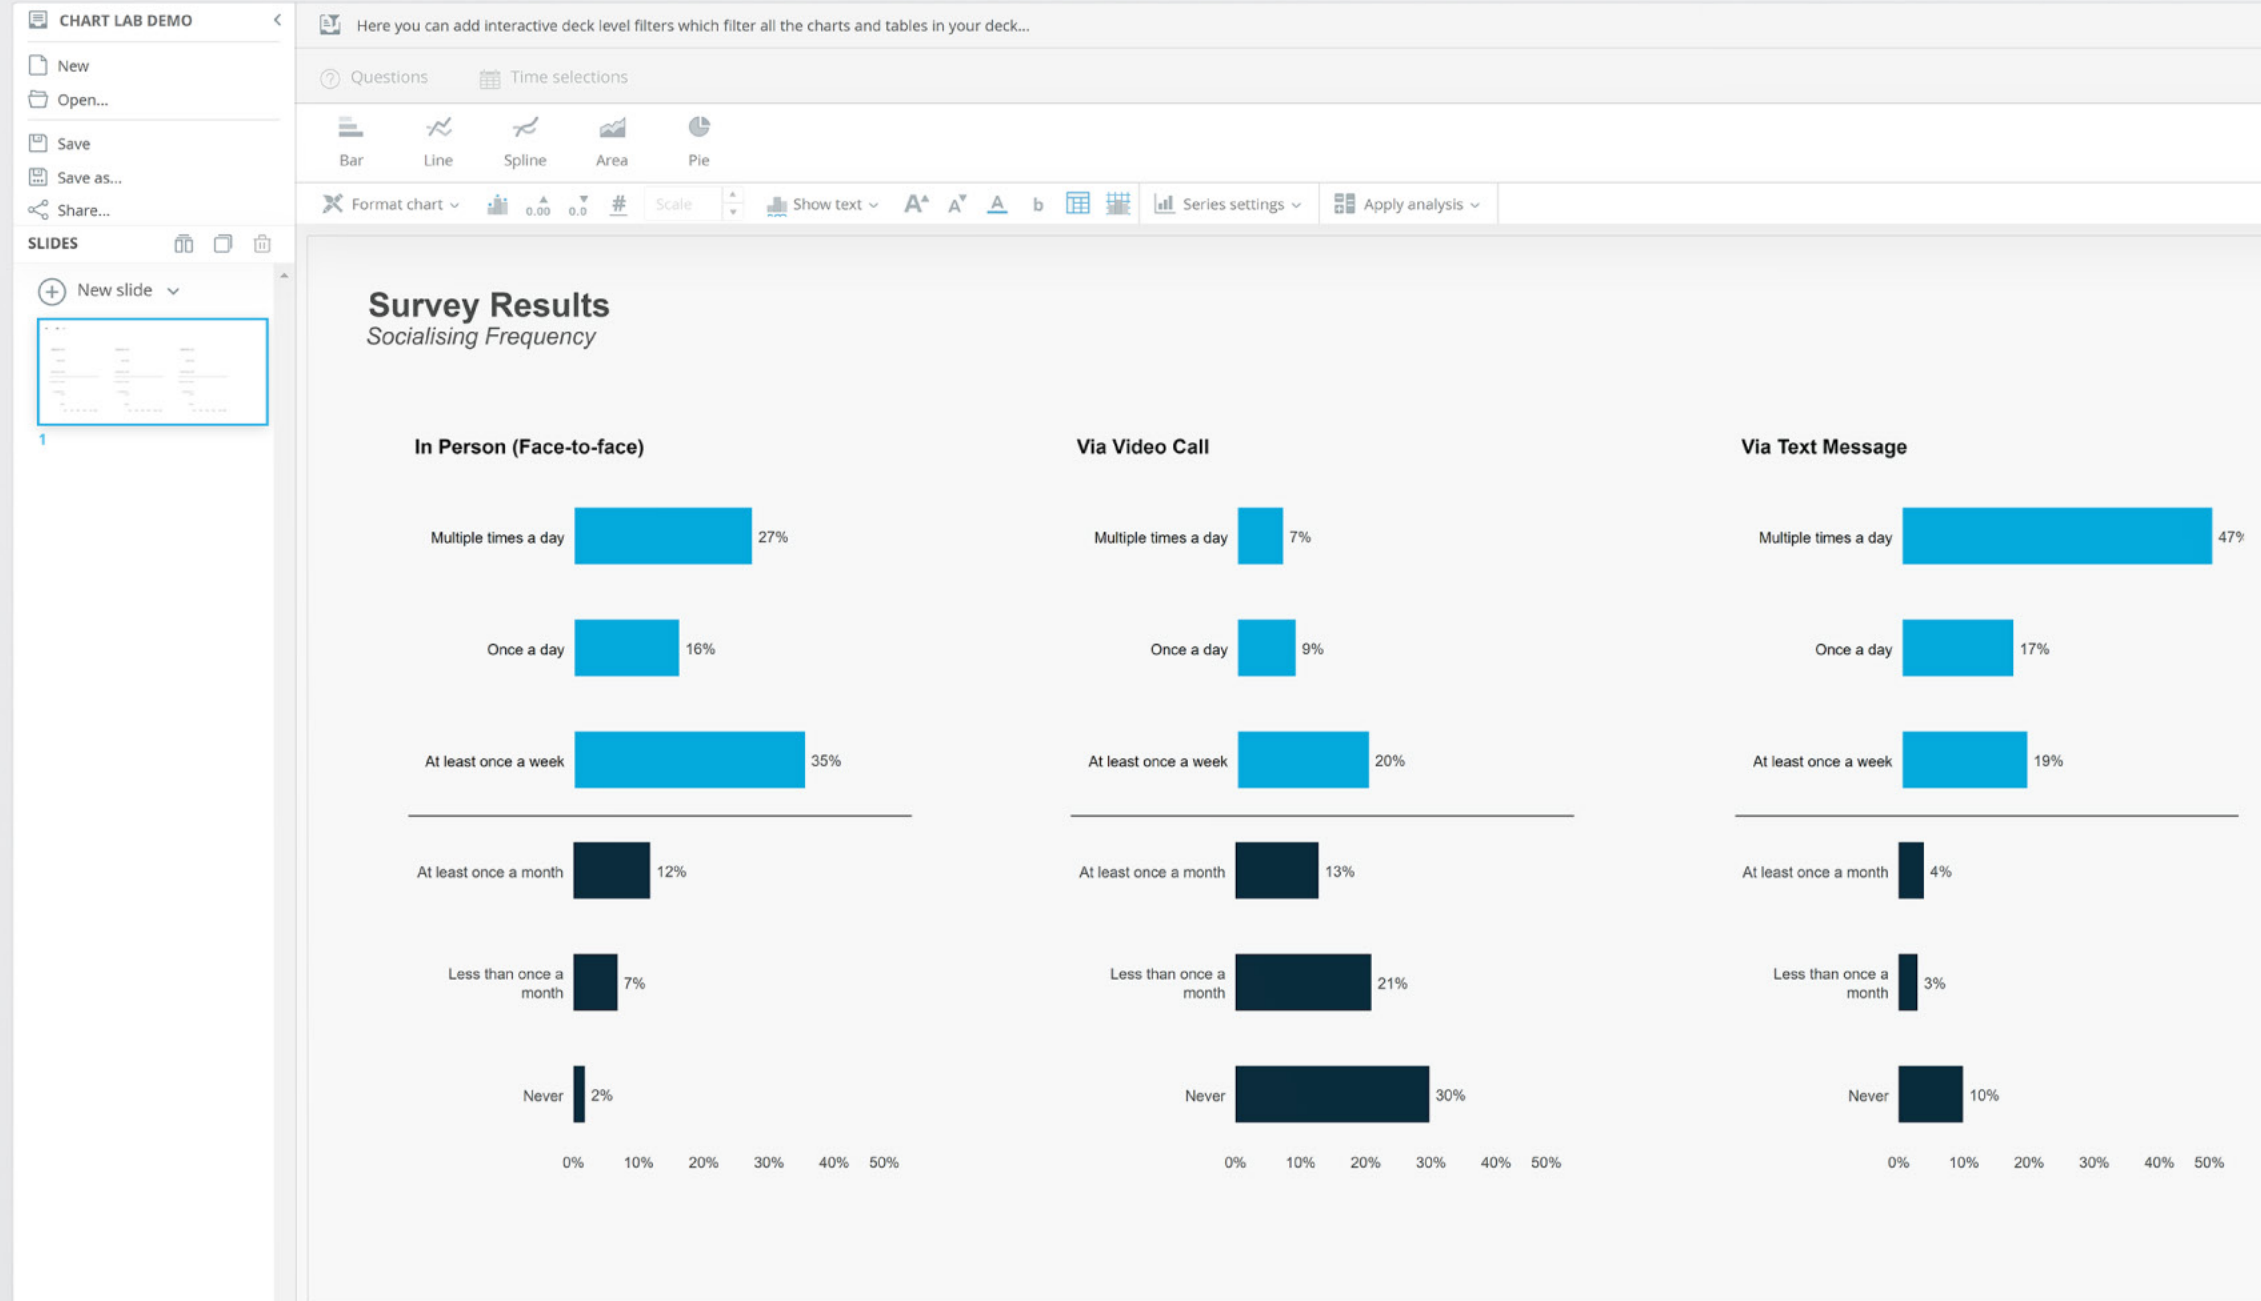 CHART LAB DEMO
New
Open...
Save
Save as...
Share...
SLIDES
New slide
1
Here you can add interactive deck level filters which filter all the charts and tables in your deck...
Questions
Time selections
Bar
Line
Spline
Area
Pie
Format chart
0.00
0.0
#
Scale
Show text
A
A
A
b
Series settings
Apply analysis
Survey Results
Socialising Frequency
In Person (Face-to-face)
Multiple times a day
27%
Once a day
16%
At least once a week
35%
At least once a month
12%
Less than once a
month
7%
Never
2%
0% 10% 20% 30% 40% 50%
Via Video Call
Multiple times a day
7%
Once a day
9%
At least once a week
20%
At least once a month
13%
Less than once a
month
21%
Never
30%
0% 10% 20% 30% 40% 50%
Via Text Message
Multiple times a day
47%
Once a day
17%
At least once a week
19%
At least once a month
4%
Less than once a
month
3%
Never
10%
0% 10% 20% 30% 40% 50%